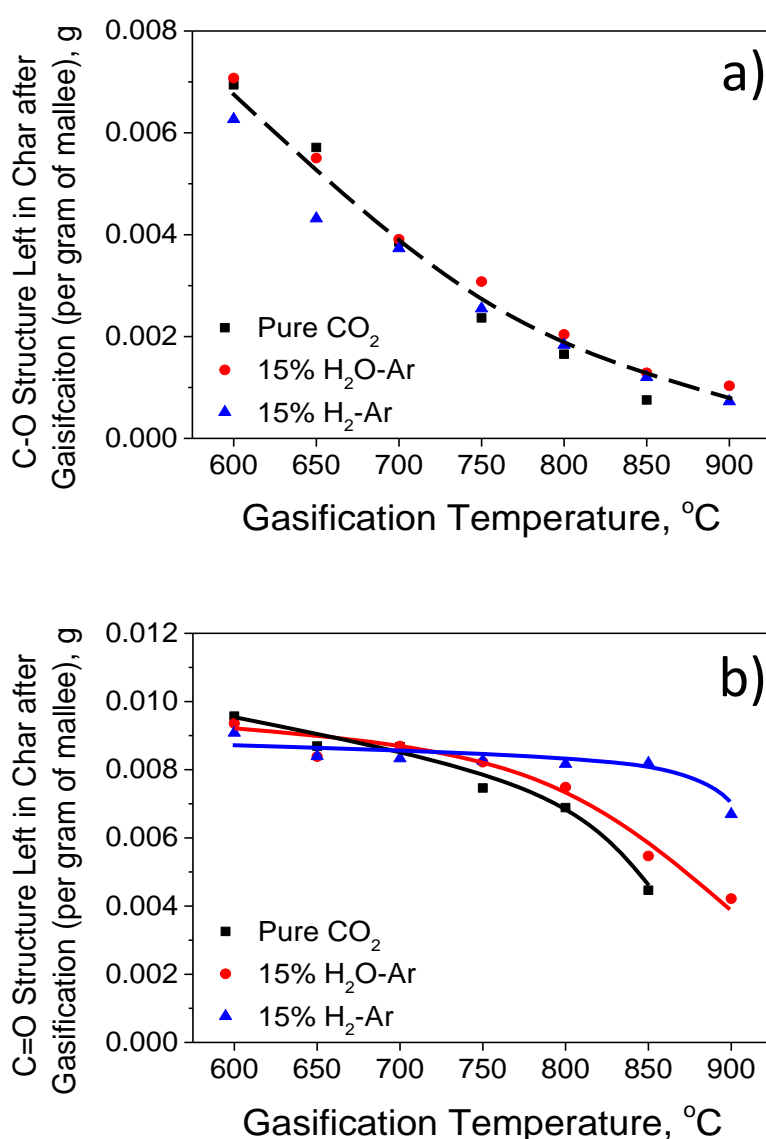 a)
C-O Structure Left in Char after
Gaisifcaiton (per gram of mallee), g
0.008
0.006
0.004
0.002
0.000
Pure CO2
15% H2O-Ar
15% H2-Ar
600 650 700 750 800 850 900
Gasification Temperature, oC
b)
C=O Structure Left in Char after
Gasification (per gram of mallee), g
0.012
0.010
0.008
0.006
0.004
0.002
0.000
Pure CO2
15% H2O-Ar
15% H2-Ar
600 650 700 750 800 850 900
Gasification Temperature, oC